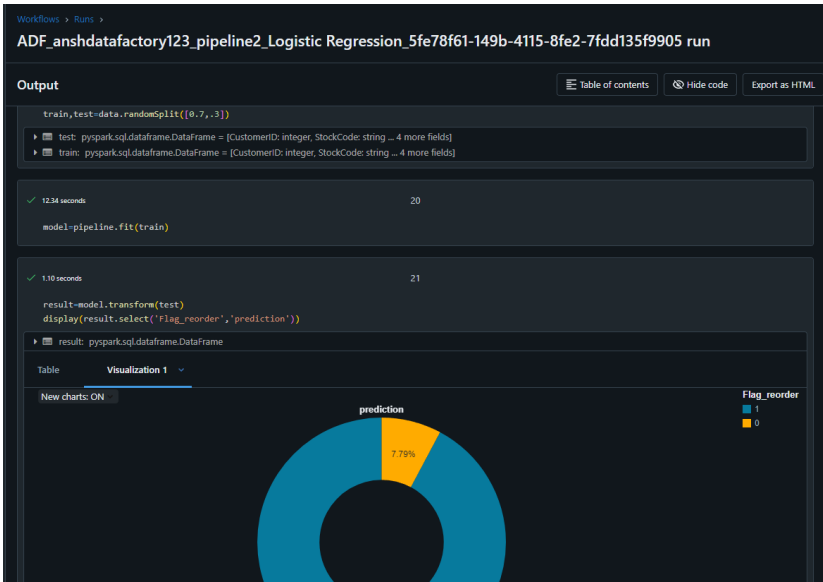 Workflows › Runs ›
ADF_anshdatafactory123_pipeline2_Logistic Regression_5fe78f61-149b-4115-8fe2-7fdd135f9905 run
Output
Table of contents
Hide code
Export as HTML
train,test=data.randomSplit([0.7,.3])
test: pyspark.sql.dataframe.DataFrame = [CustomerID: integer, StockCode: string ... 4 more fields]
train: pyspark.sql.dataframe.DataFrame = [CustomerID: integer, StockCode: string ... 4 more fields]
12.34 seconds
20
model=pipeline.fit(train)
1.10 seconds
21
result=model.transform(test)
display(result.select('Flag_reorder','prediction'))
result: pyspark.sql.dataframe.DataFrame
Table
Visualization 1
New charts: ON
prediction
Flag_reorder
1
0
7.79%